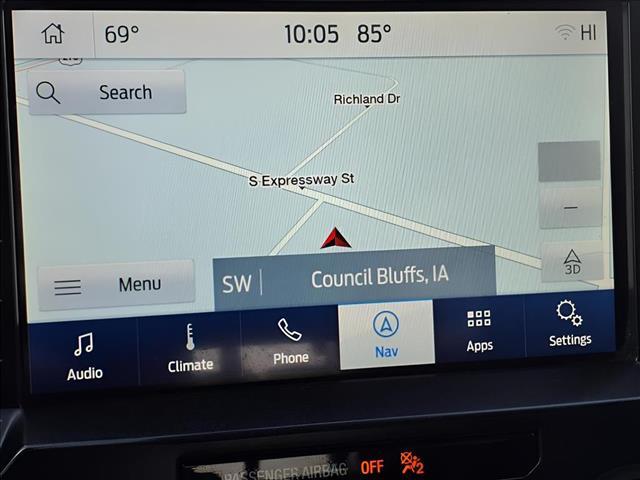 69° 10:05 85° HI
Search
Richland Dr
S Expressway St
3D
Menu
SW Council Bluffs, IA
Audio Climate Phone Nav Apps Settings
PASSENGER AIRBAG OFF 2